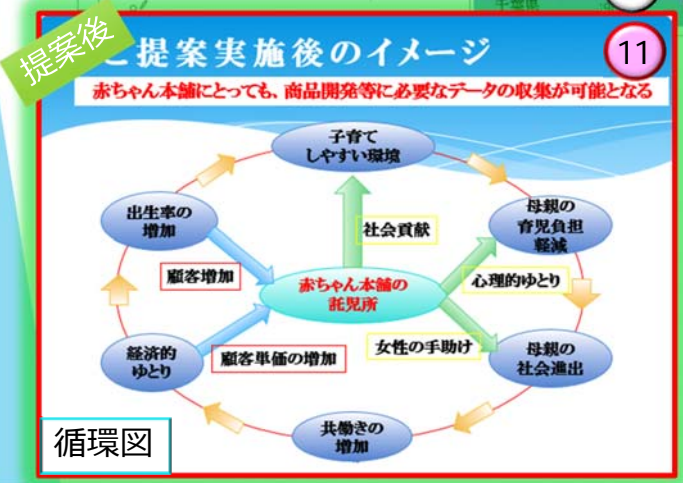 千葉県
提案後
ご提案実施後のイメージ
11
赤ちゃん本舗にとっても、商品開発等に必要なデータの収集が可能となる
子育て
しやすい環境
出生率の
増加
母親の
育児負担
軽減
社会貢献
顧客増加
赤ちゃん本舗の
託児所
心理的ゆとり
経済的
ゆとり
顧客単価の増加
女性の手助け
母親の
社会進出
共働きの
増加
循環図